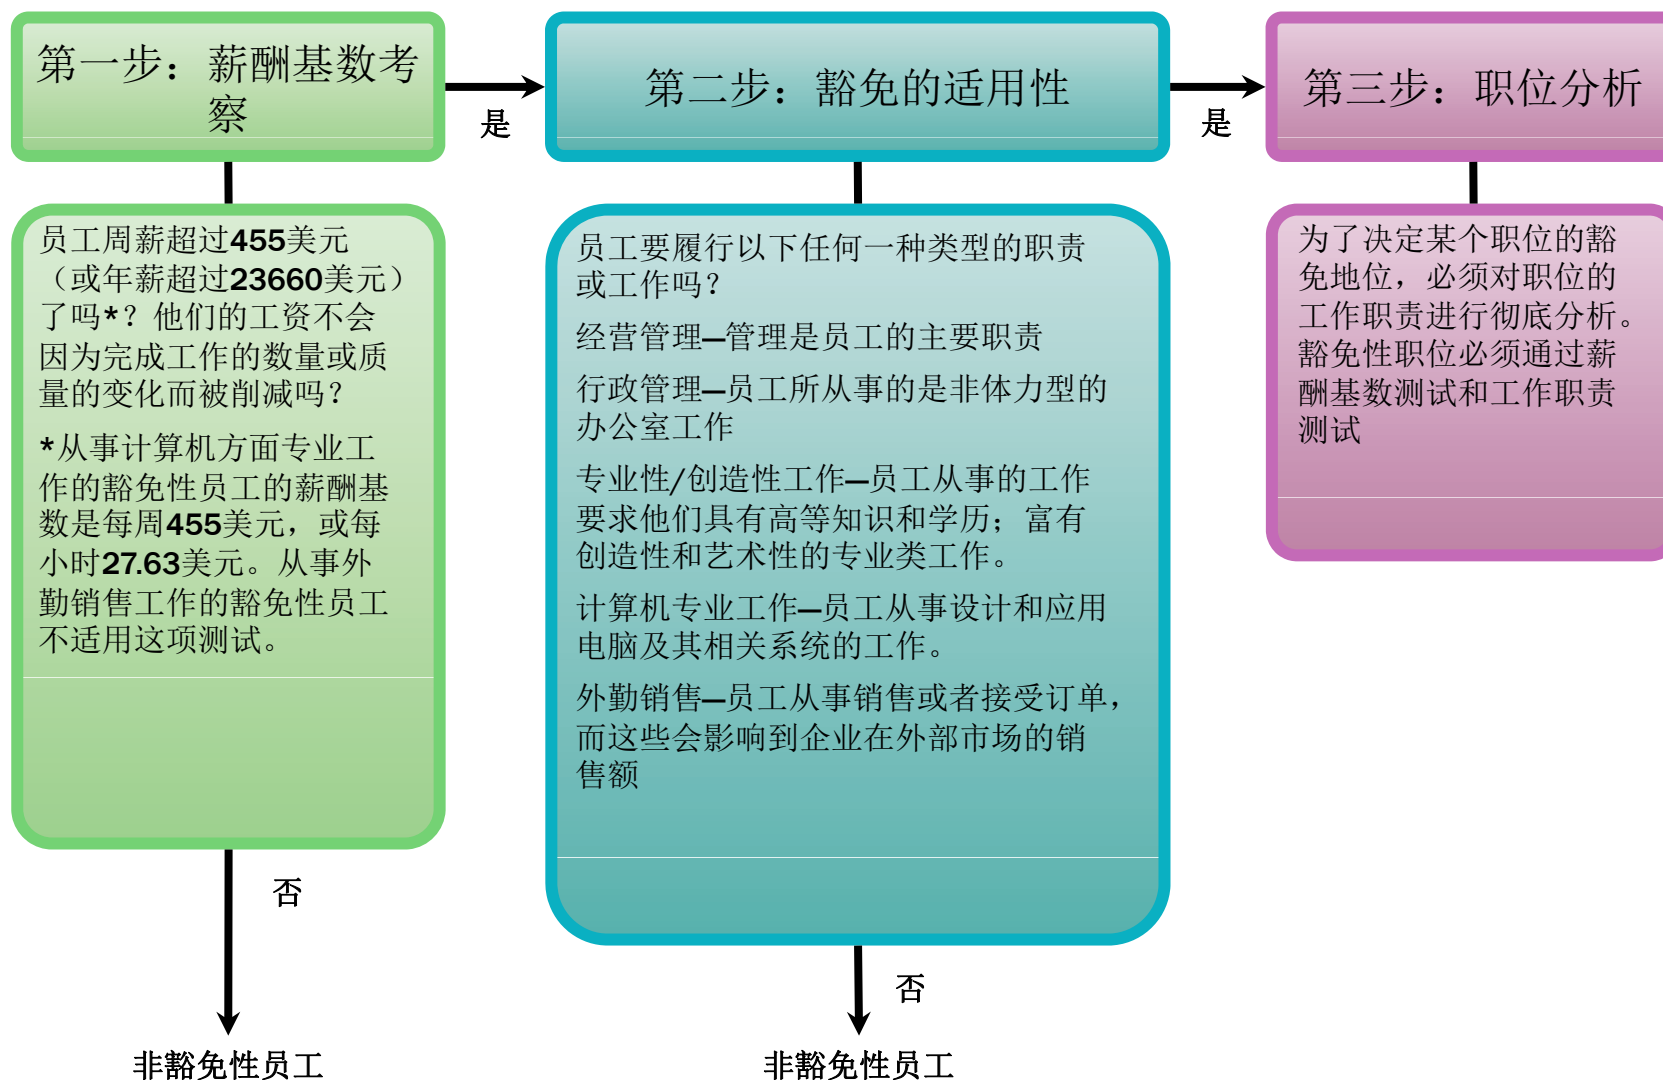 第一步：薪酬基数考
察
是
第二步：豁免的适用性
是
第三步：职位分析
员工周薪超过455美元
（或年薪超过23660美元）
了吗*？他们的工资不会
因为完成工作的数量或质
量的变化而被削减吗？
*从事计算机方面专业工
作的豁免性员工的薪酬基
数是每周455美元，或每
小时27.63美元。从事外
勤销售工作的豁免性员工
不适用这项测试。
否
非豁免性员工
员工要履行以下任何一种类型的职责
或工作吗？
经营管理—管理是员工的主要职责
行政管理—员工所从事的是非体力型的
办公室工作
专业性/创造性工作—员工从事的工作
要求他们具有高等知识和学历；富有
创造性和艺术性的专业类工作。
计算机专业工作—员工从事设计和应用
电脑及其相关系统的工作。
外勤销售—员工从事销售或者接受订单，
而这些会影响到企业在外部市场的销
售额
否
非豁免性员工
为了决定某个职位的豁
免地位，必须对职位的
工作职责进行彻底分析。
豁免性职位必须通过薪
酬基数测试和工作职责
测试